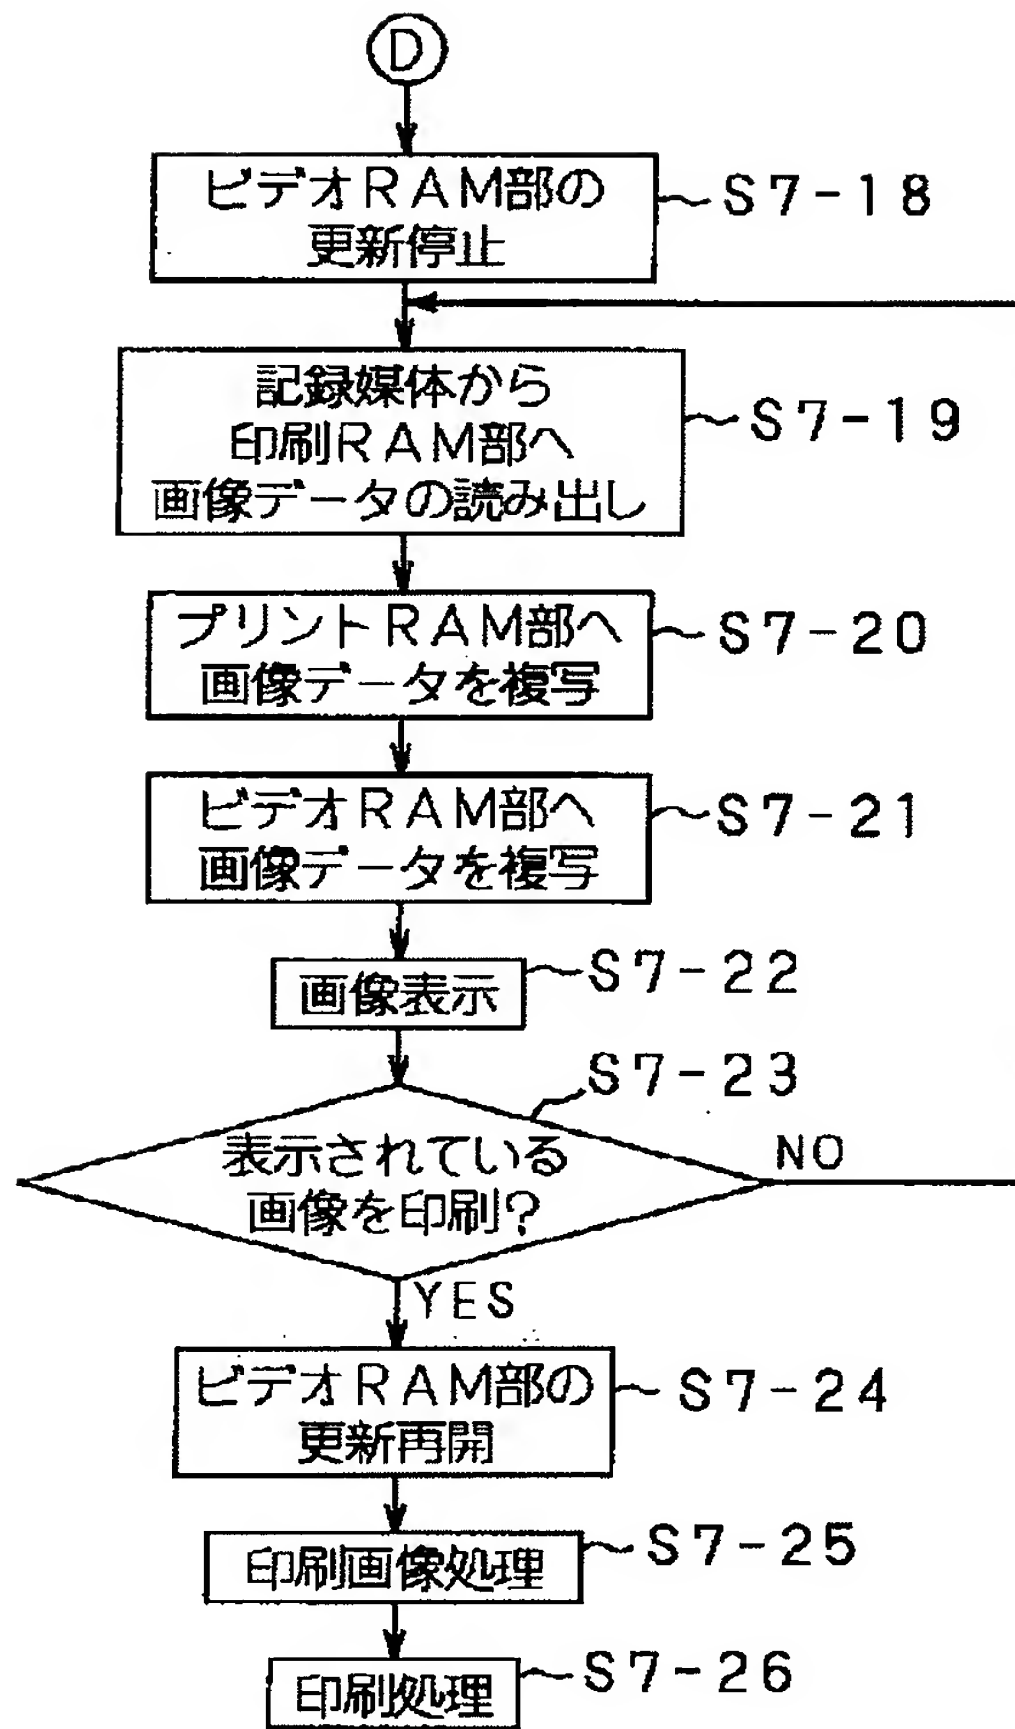 D
ビデオRAM部の
更新停止
S7-18
記録媒体から
印刷RAM部へ
画像データの読み出し
S7-19
プリントRAM部へ
画像データを複写
S7-20
ビデオRAM部へ
画像データを複写
S7-21
画像表示
S7-22
S7-23
表示されている
画像を印刷?
NO
YES
ビデオRAM部の
更新再開
S7-24
印刷画像処理
S7-25
印刷処理
S7-26